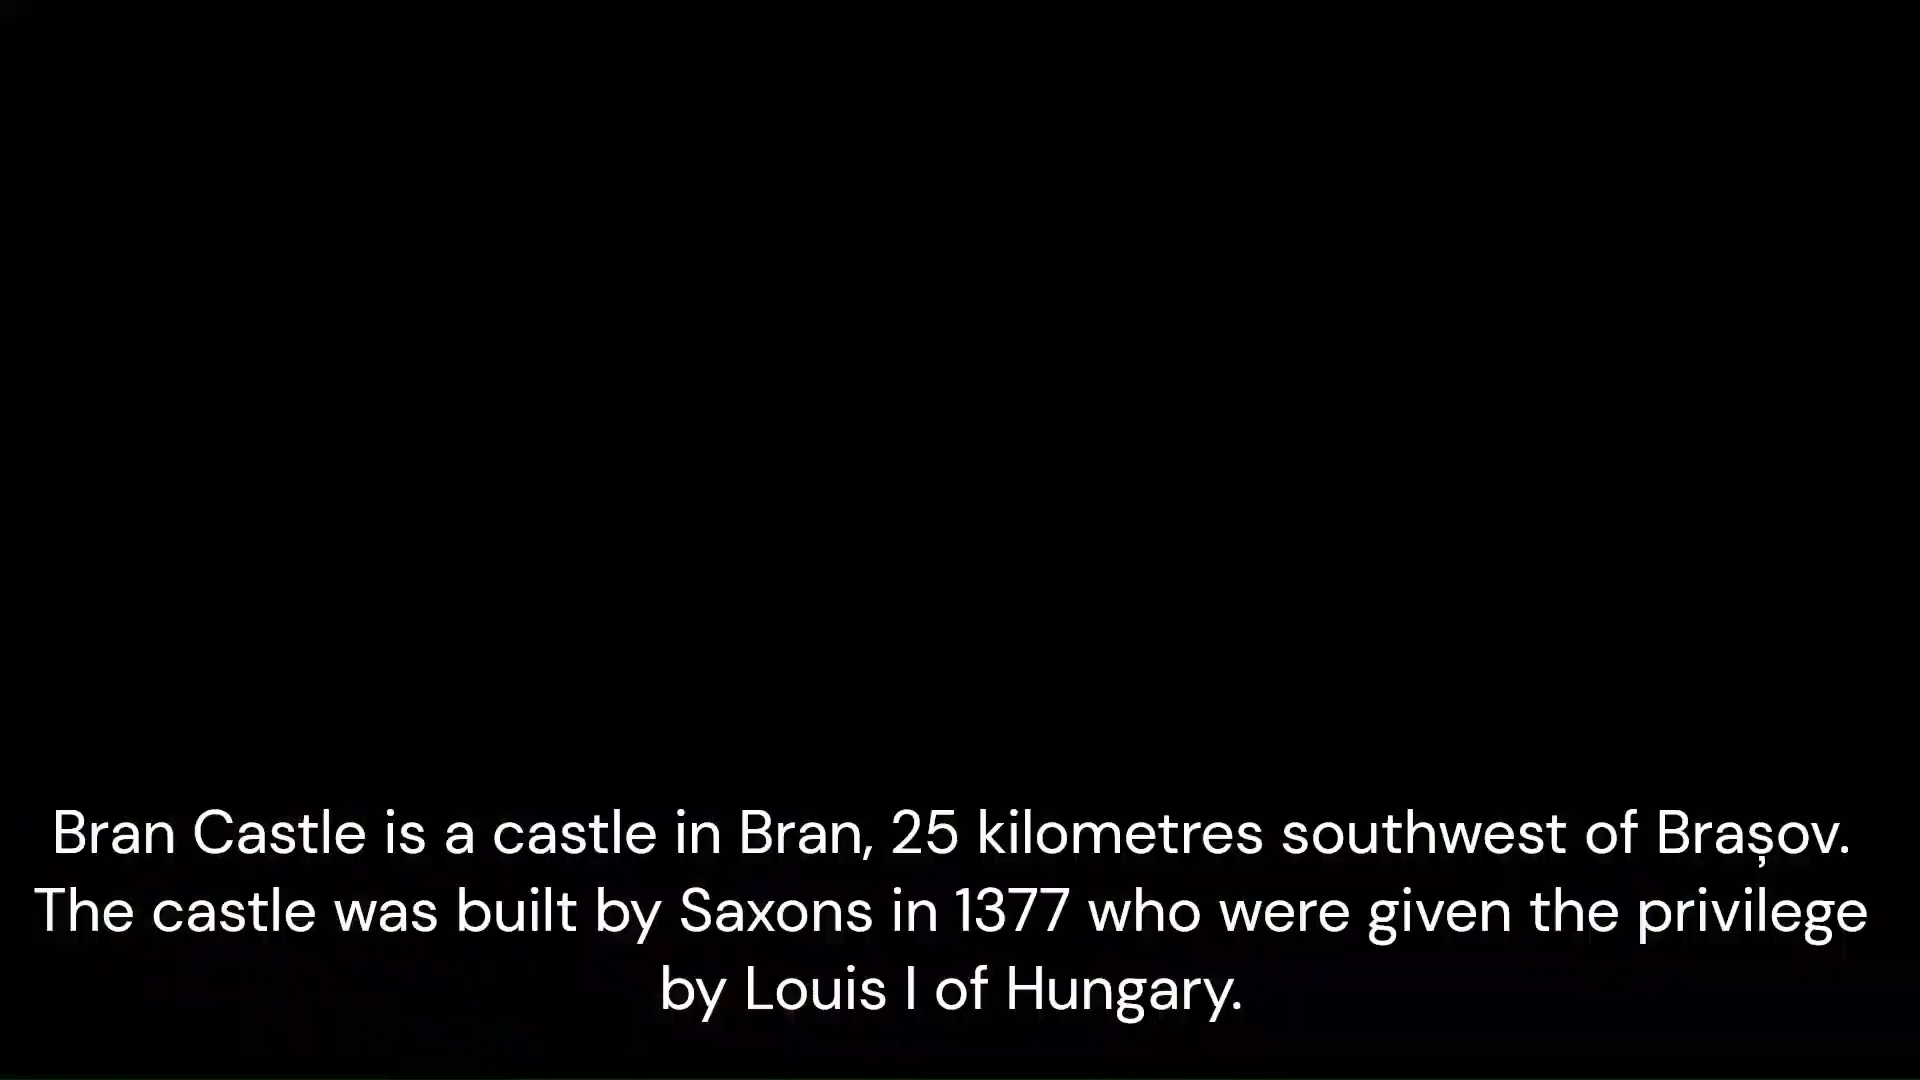 Bran Castle is a castle in Bran, 25 kilometres southwest of Brașov.
The castle was built by Saxons in 1377 who were given the privilege
by Louis I of Hungary.